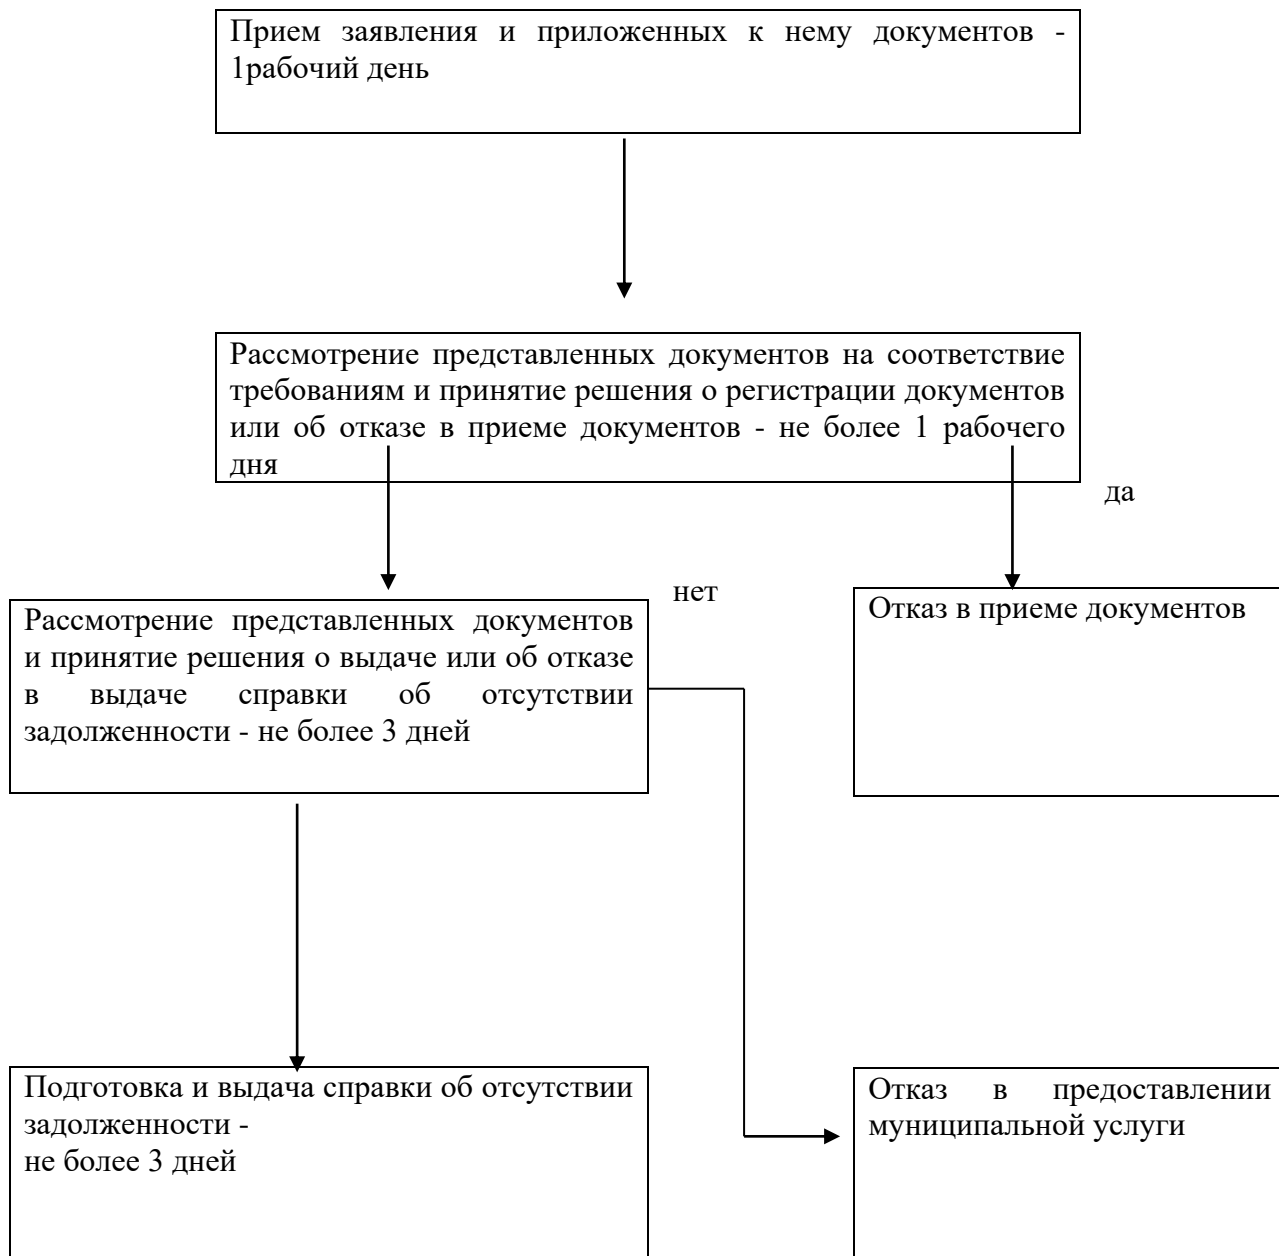 Прием заявления и приложенных к нему документов -
1рабочий день
Рассмотрение представленных документов на соответствие
требованиям и принятие решения о регистрации документов
или об отказе в приеме документов - не более 1 рабочего
дня
да
нет
Рассмотрение представленных документов
и принятие решения о выдаче или об отказе
в выдаче справки об отсутствии
задолженности - не более 3 дней
Отказ в приеме документов
Подготовка и выдача справки об отсутствии
задолженности -
не более 3 дней
Отказ в предоставлении
муниципальной услуги